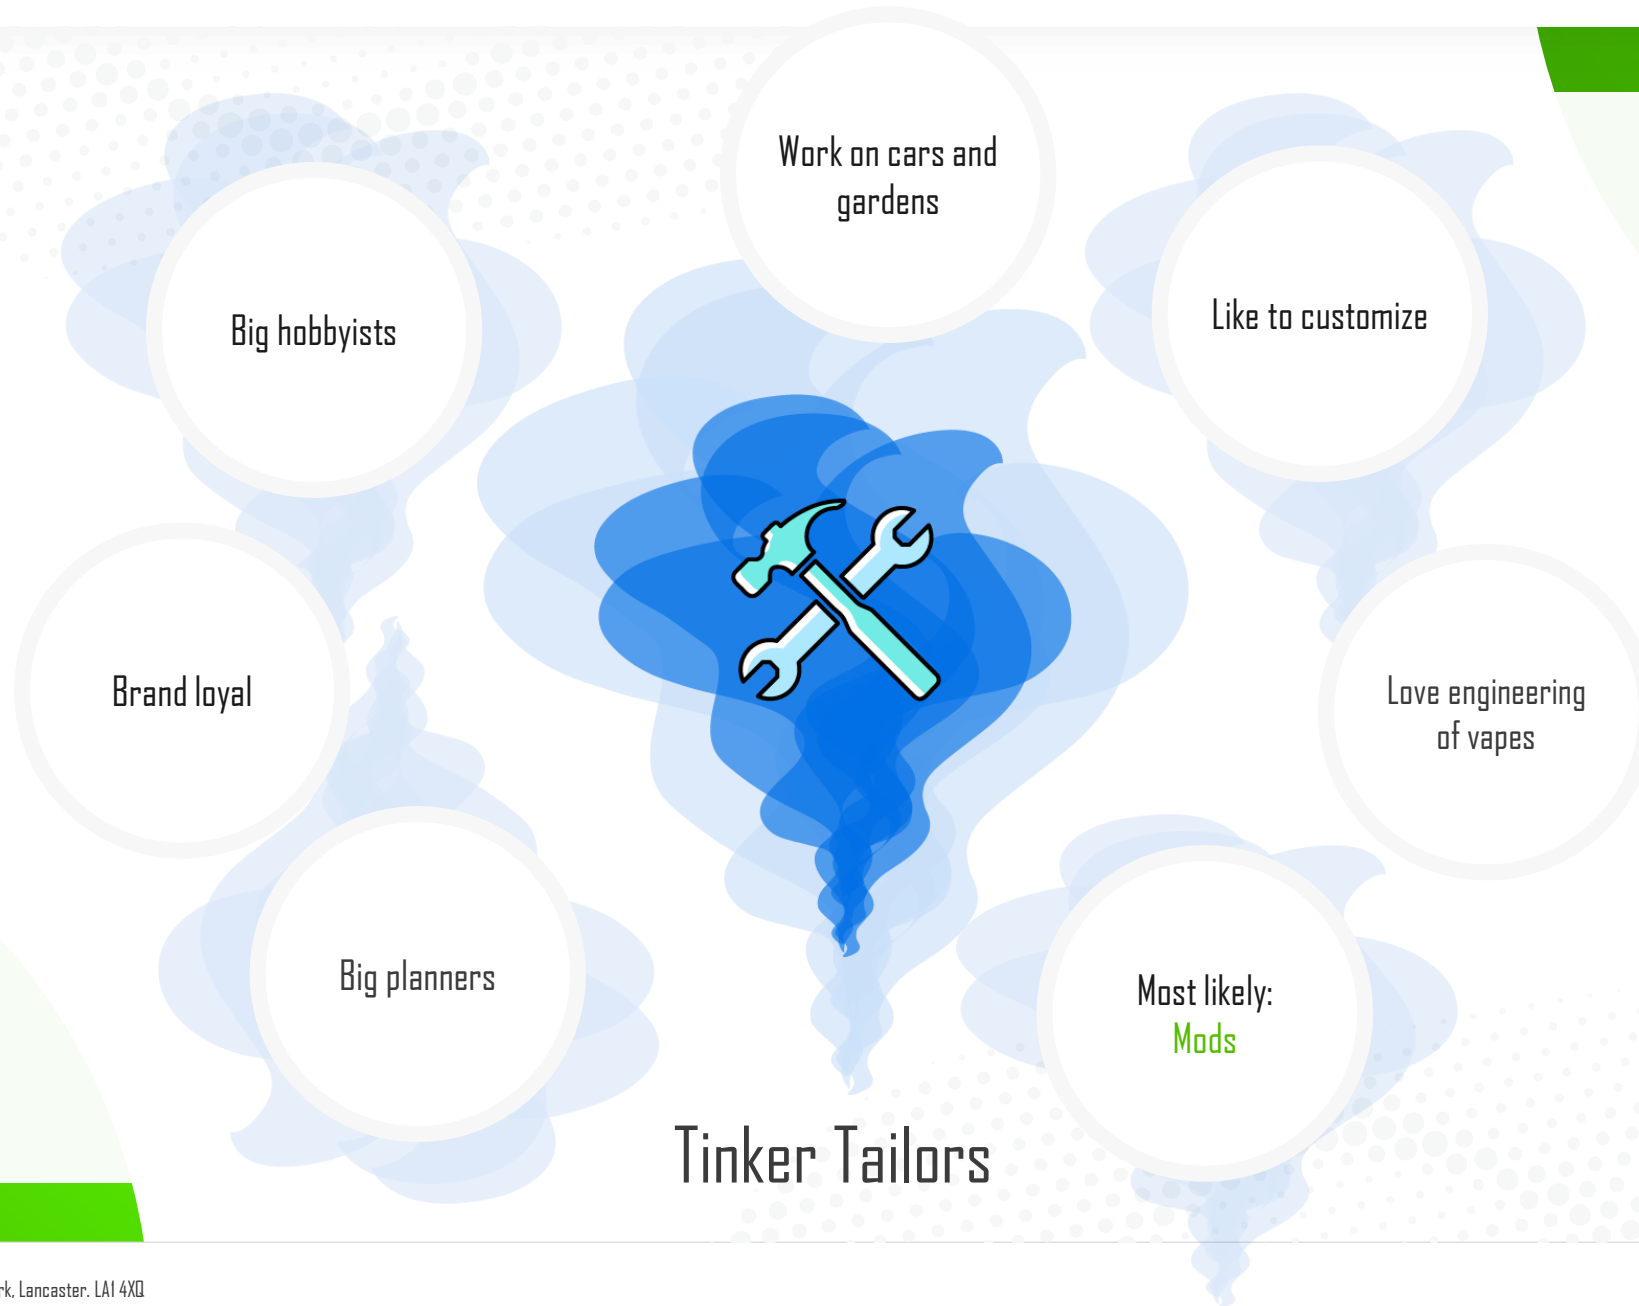 Work on cars and
gardens
Big hobbyists
Like to customize
Brand loyal
Love engineering
of vapes
Big planners
Most likely:
Mods
Tinker Tailors
Lancaster. LA1 4XQ